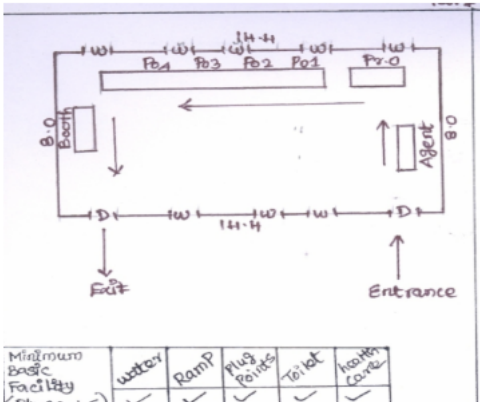 14.4
W W W W W
Po4 Po3 Po2 Po1 Pr.O
8.0
Booth
Agent
8.0
D W W W D
14.4
Exit Entrance
Minimum
Basic
Facility
Water
Ramp
Plug
Points
Toilet
health
Care